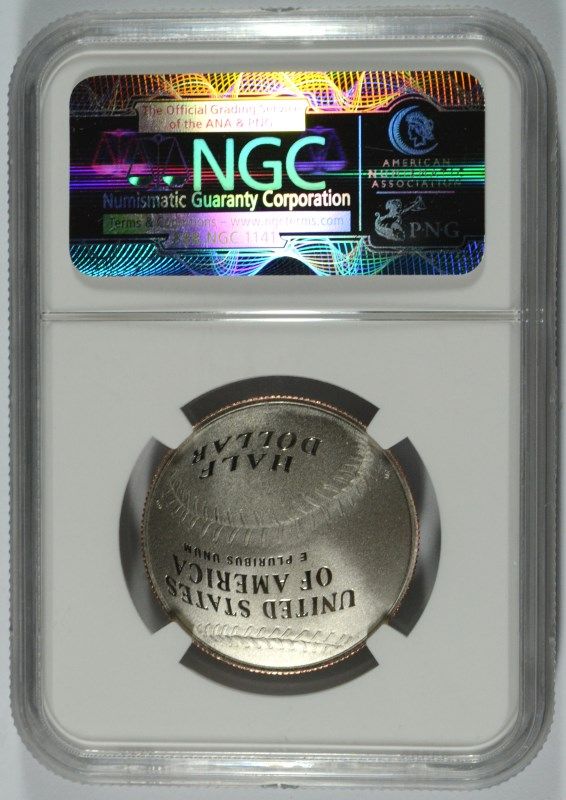 The Official Grading Service
of the ANA & PNG
NGC
Numismatic Guaranty Corporation
Terms & Conditions – www.ngcterms.com
NGC 1141
AMERICAN
NUMISMATIC
ASSOCIATION
PNG
UNITED STATES
OF AMERICA
E PLURIBUS UNUM
HALF
DOLLAR